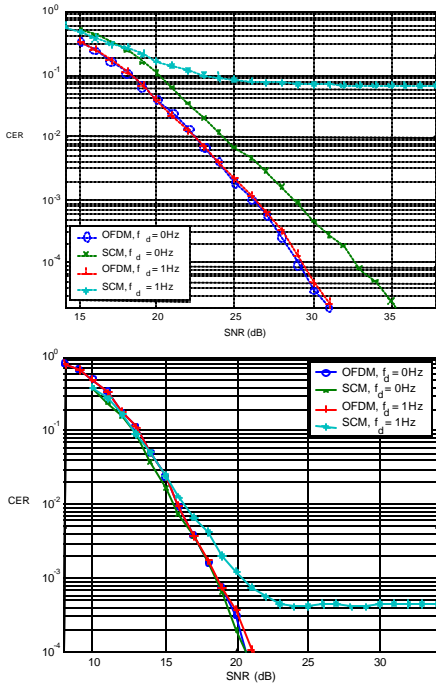 10^0
10^-1
10^-2
10^-3
10^-4
CER
OFDM, f_d = 0Hz
SCM, f_d = 0Hz
OFDM, f_d = 1Hz
SCM, f_d = 1Hz
15 20 25 30 35
SNR (dB)
10^0
10^-1
10^-2
10^-3
10^-4
CER
OFDM, f_d = 0Hz
SCM, f_d = 0Hz
OFDM, f_d = 1Hz
SCM, f_d = 1Hz
10 15 20 26 30
SNR (dB)